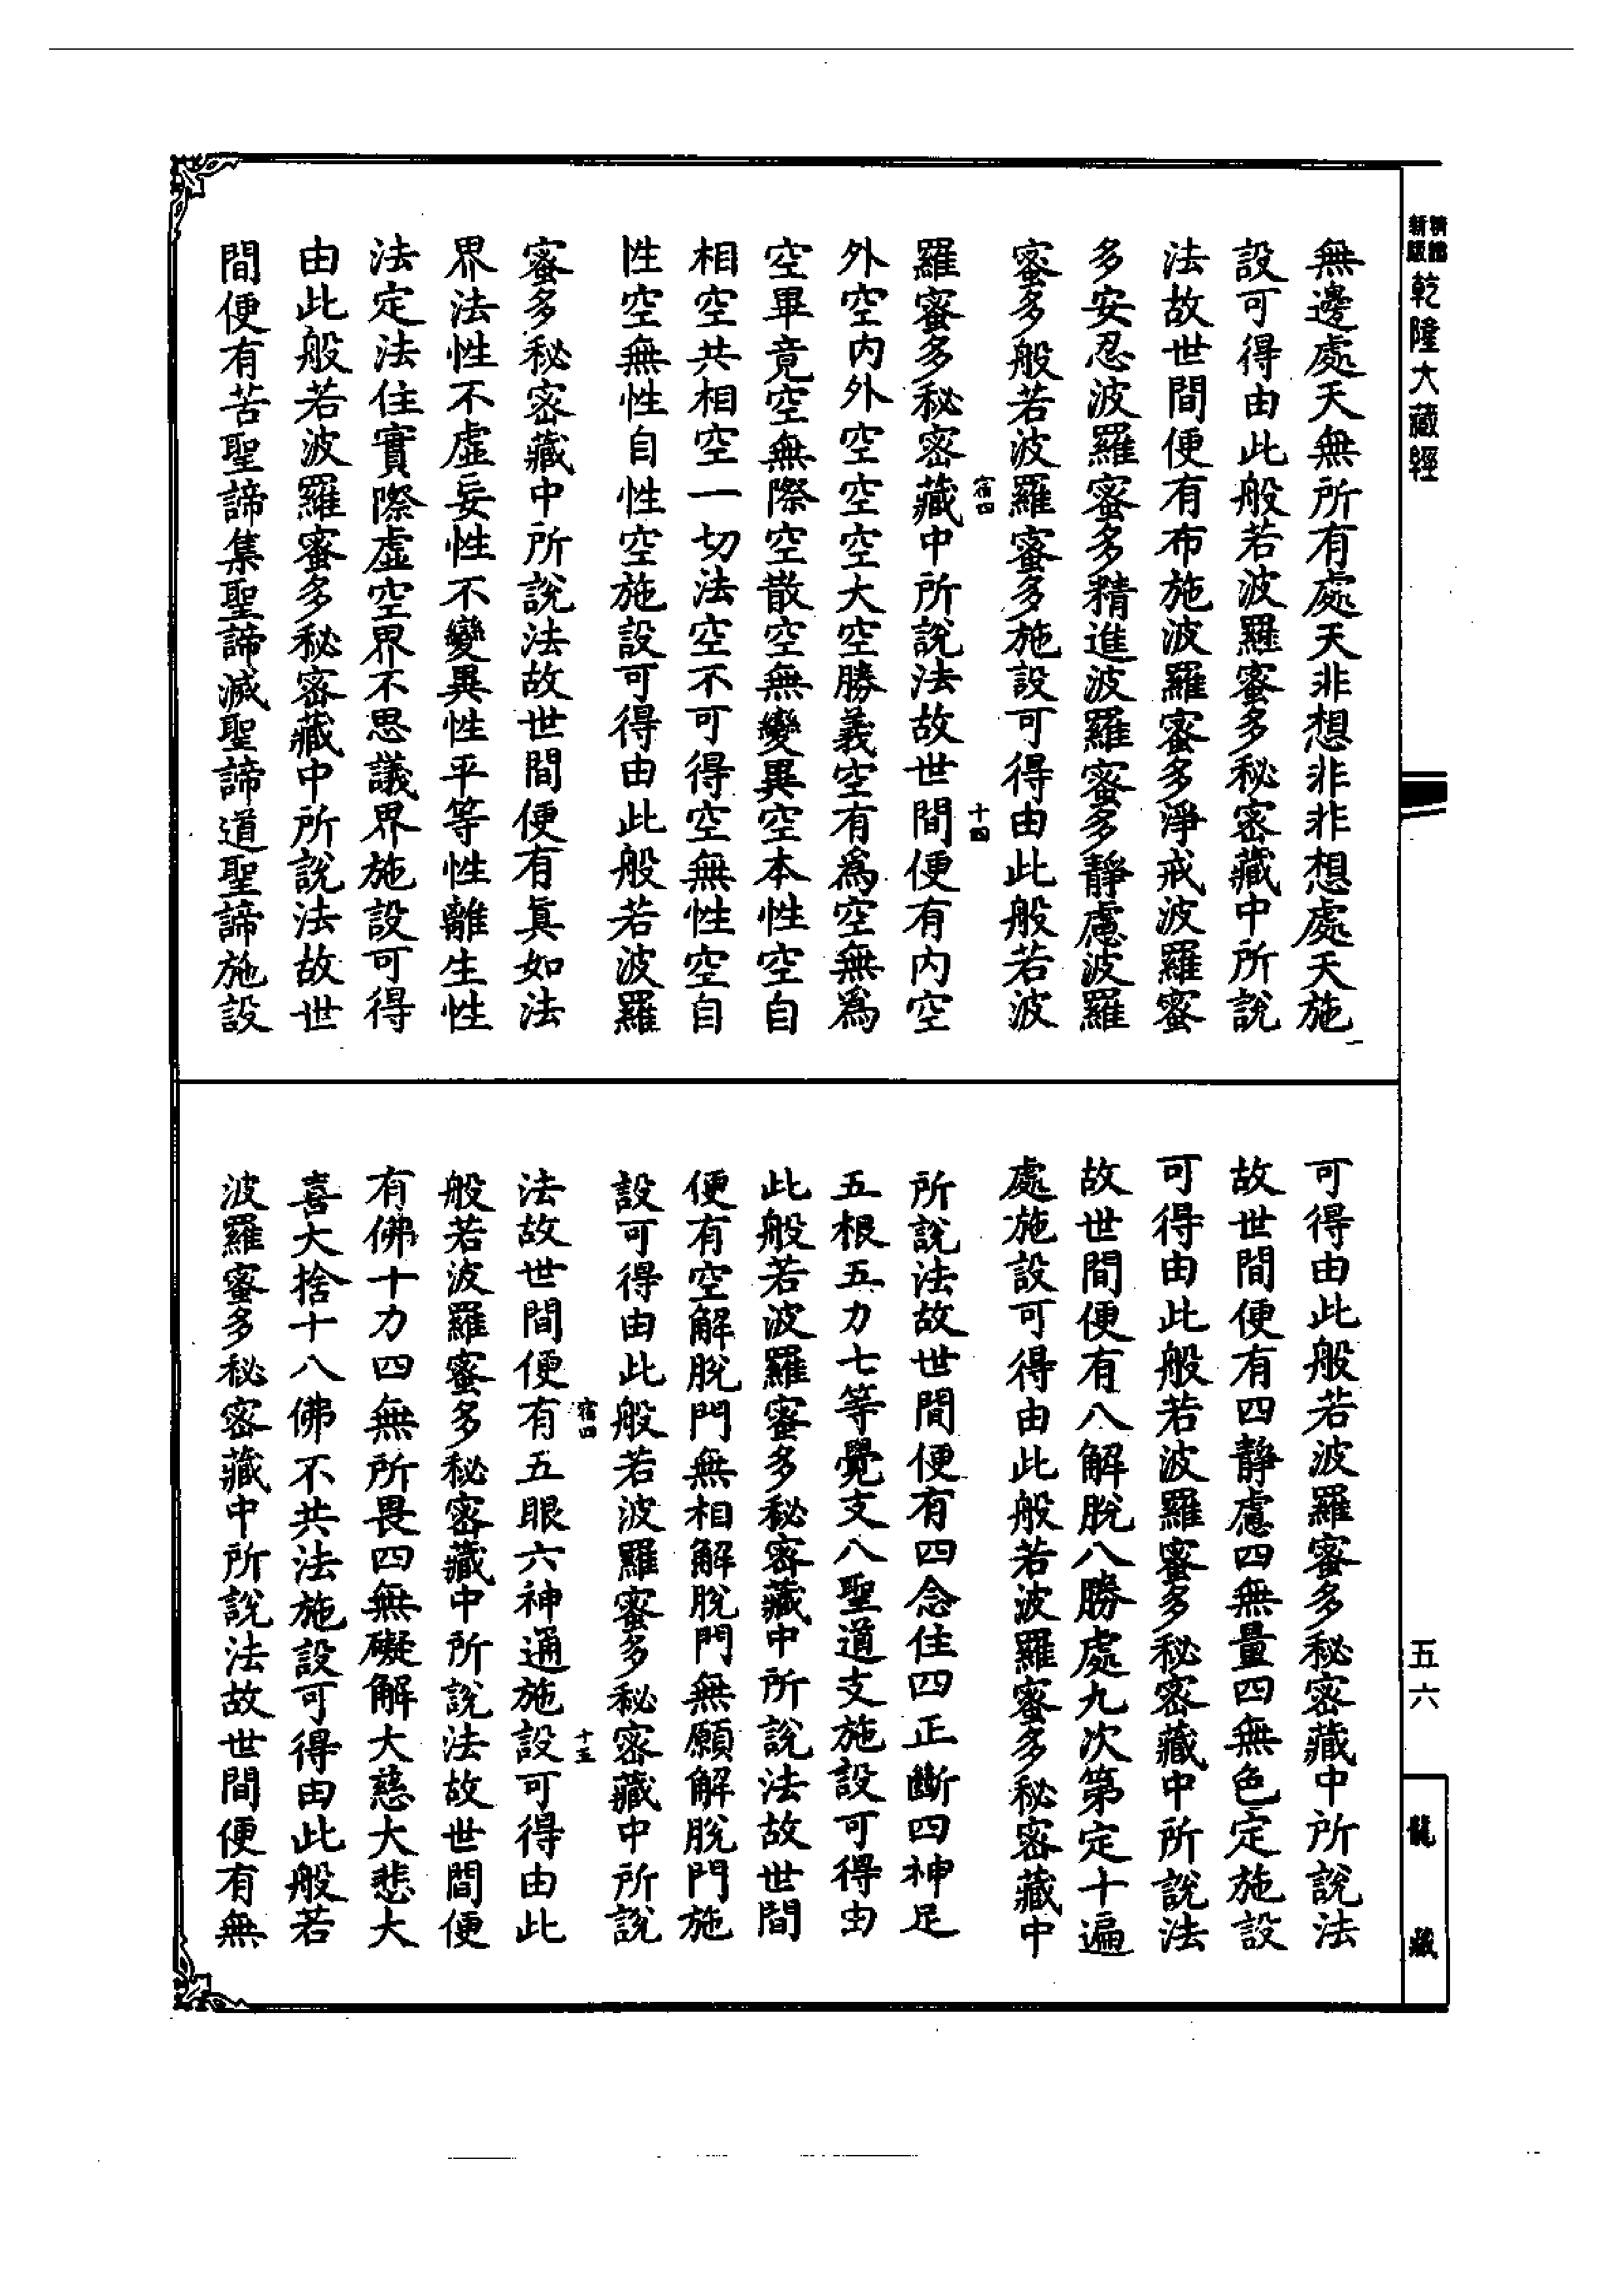 新版
精譌
乾隆大藏經
無邊處天無所有處天非想非非想處天施
設可得由此般若波羅蜜多秘密藏中所說
法故世間便有布施波羅蜜多淨戒波羅蜜
多安忍波羅蜜多精進波羅蜜多靜慮波羅
蜜多般若波羅蜜多施設可得由此般若波
宿四
十四
羅蜜多秘密藏中所說法故世間便有內空
外空內外空空空大空勝義空有為空無為
空畢竟空無際空散空無變異空本性空自
相空共相空一切法空不可得空無性空自
性空無性自性空施設可得由此般若波羅
蜜多秘密藏中所說法故世間便有眞如法
界法性不虛妄性不變異性平等性離生性
法定法住實際虛空界不思議界施設可得
由此般若波羅蜜多秘密藏中所說法故世
間便有苦聖諦集聖諦滅聖諦道聖諦施設
可得由此般若波羅蜜多秘密藏中所說法
故世間便有四靜慮四無量四無色定施設
可得由此般若波羅蜜多秘密藏中所說法
故世間便有八解脫八勝處九次第定十遍
處施設可得由此般若波羅蜜多秘密藏中
所說法故世間便有四念住四正斷四神足
五根五力七等覺支八聖道支施設可得由
此般若波羅蜜多秘密藏中所說法故世間
便有空解脫門無相解脫門無願解脫門施
設可得由此般若波羅蜜多秘密藏中所說
宿四
十五
法故世間便有五眼六神通施設可得由此
般若波羅蜜多秘密藏中所說法故世間便
有佛十力四無所畏四無礙解大慈大悲大
喜大捨十八佛不共法施設可得由此般若
波羅蜜多秘密藏中所說法故世間便有無
五六
龍藏